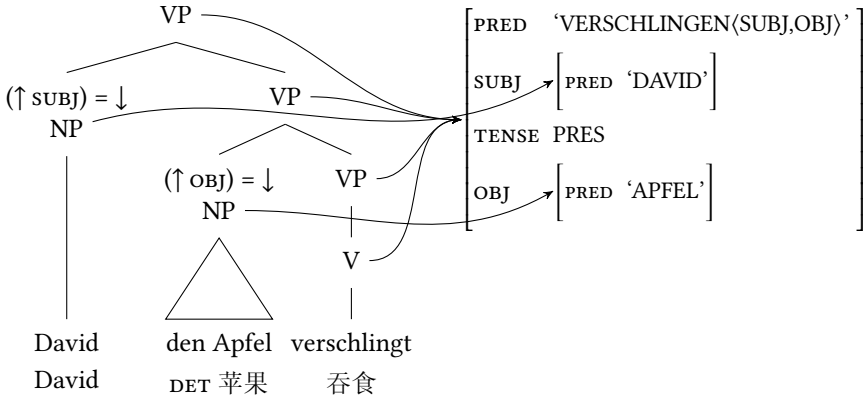 VP
PRED ‘VERSCHLINGEN⟨SUBJ,OBJ⟩’
(↑ SUBJ) = ↓ VP SUBJ [PRED ‘DAVID’]
NP
TENSE PRES
(↑ OBJ) = ↓ VP OBJ [PRED ‘APFEL’]
NP
V
David den Apfel verschlingt
David DET 苹果 吞食